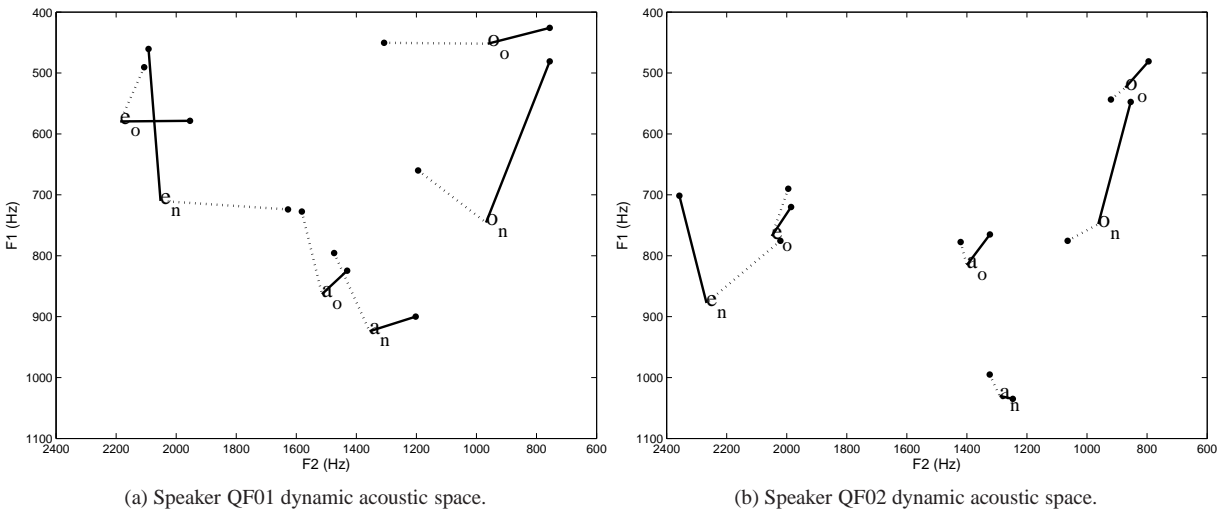 400
500
600
700
800
900
1000
1100
F1 (Hz)
2400 2200 2000 1800 1600 1400 1200 1000 800 600
F2 (Hz)
e o
e n
a o
a n
o o
o n
(a) Speaker QF01 dynamic acoustic space.
400
500
600
700
800
900
1000
1100
F1 (Hz)
2400 2200 2000 1800 1600 1400 1200 1000 800 600
F2 (Hz)
o o
o n
e o
a o
e n
a n
(b) Speaker QF02 dynamic acoustic space.